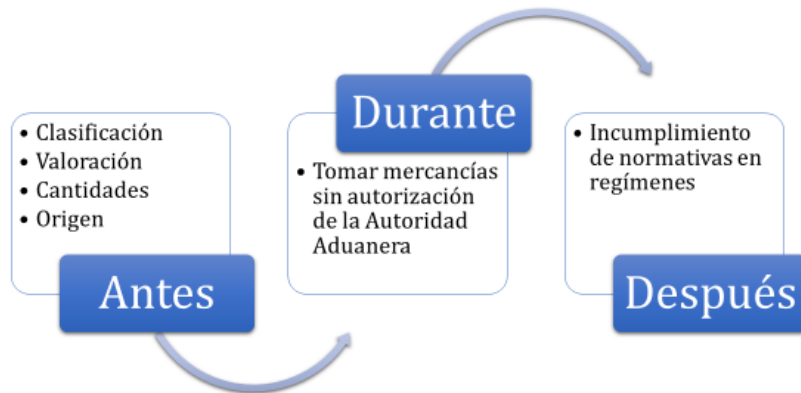 • Clasificación
• Valoración
• Cantidades
• Origen
Antes
Durante
• Tomar mercancías
sin autorización
de la Autoridad
Aduanera
• Incumplimiento
de normativas en
regímenes
Después